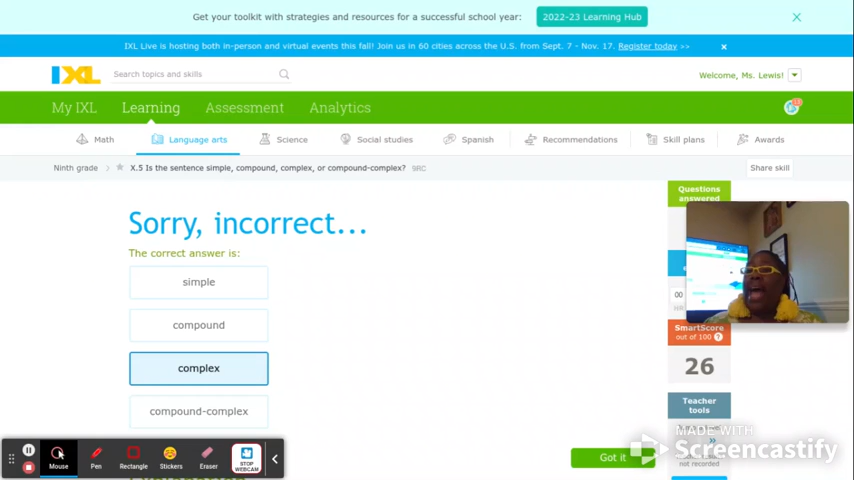 Get your toolkit with strategies and resources for a successful school year:
2022-23 Learning Hub
IXL Live is hosting both in-person and virtual events this fall! Join us in 60 cities across the U.S. from Sept. 7 - Nov. 17. Register today >>
IXL
Search topics and skills
Welcome, Ms. Lewis!
My IXL Learning Assessment Analytics
Math Language arts Science Social studies Spanish Recommendations Skill plans Awards
Ninth grade > X.5 Is the sentence simple, compound, complex, or compound-complex? 9RC
Share skill
Questions
answered
Sorry, incorrect...
The correct answer is:
simple
compound
complex
compound-complex
00
SmartScore
out of 100 ?
26
Teacher
tools
not recorded
Got it
MADE WITH
Screencastify
Mouse Pen Rectangle Stickers Eraser STOP WEBCAM